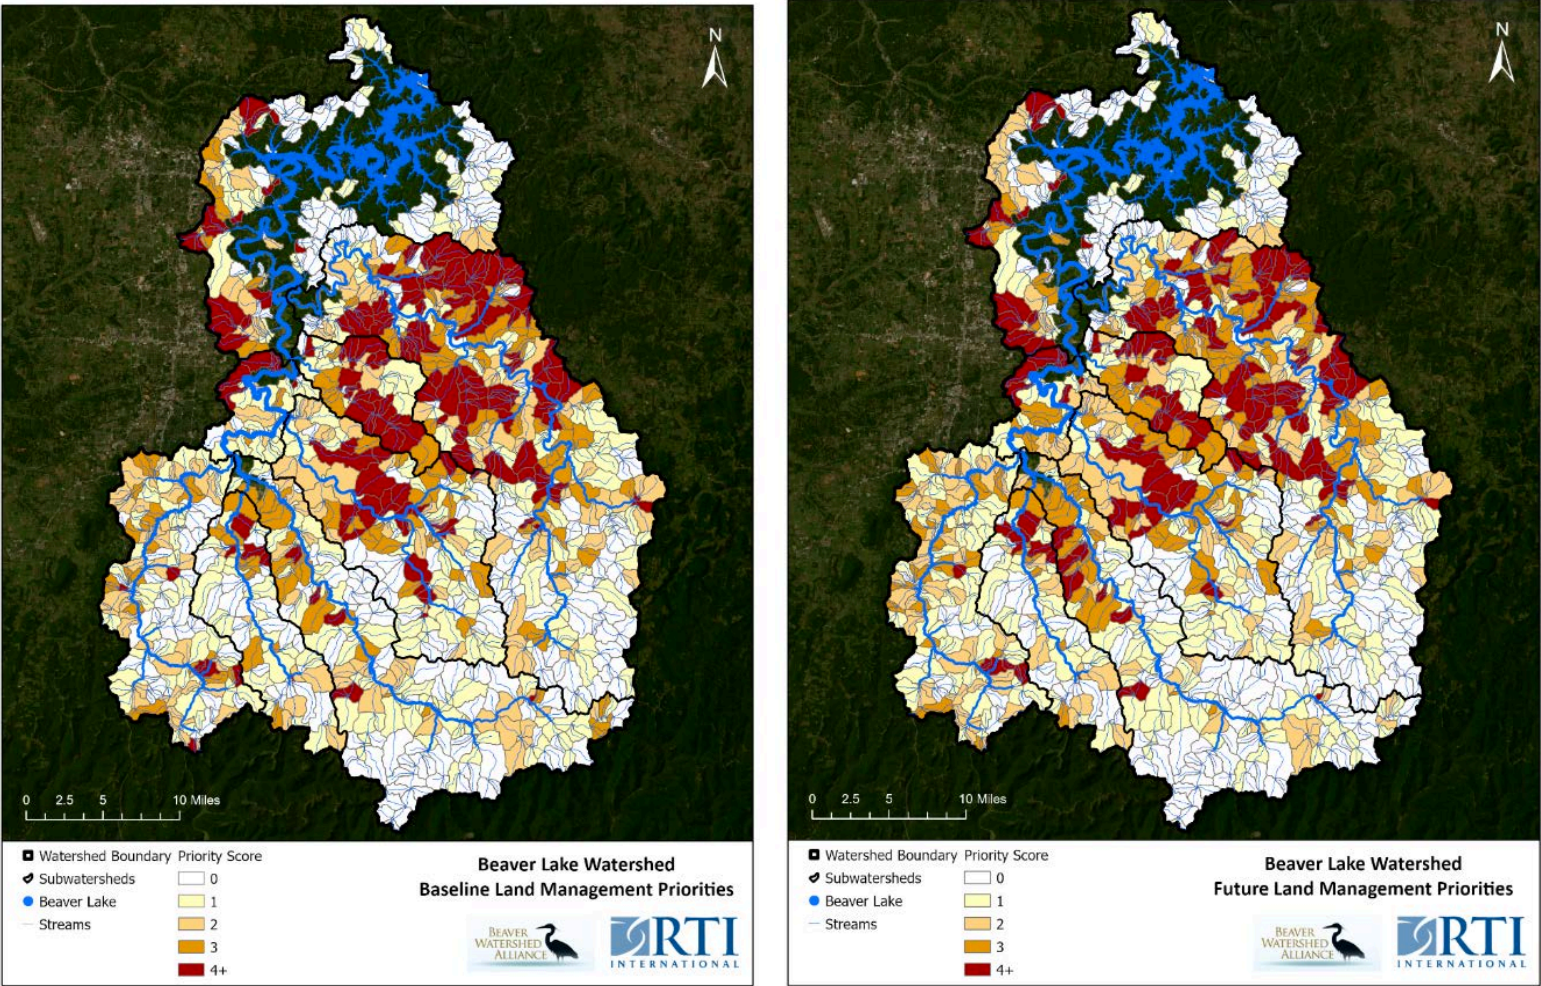 N
0 2.5 5 10 Miles
Watershed Boundary
Subwatersheds
Beaver Lake
Streams
Priority Score
0
1
2
3
4+
Beaver Lake Watershed
Baseline Land Management Priorities
BEAVER
WATERSHED
ALLIANCE
RTI
INTERNATIONAL
N
0 2.5 5 10 Miles
Watershed Boundary
Subwatersheds
Beaver Lake
Streams
Priority Score
0
1
2
3
4+
Beaver Lake Watershed
Future Land Management Priorities
BEAVER
WATERSHED
ALLIANCE
RTI
INTERNATIONAL